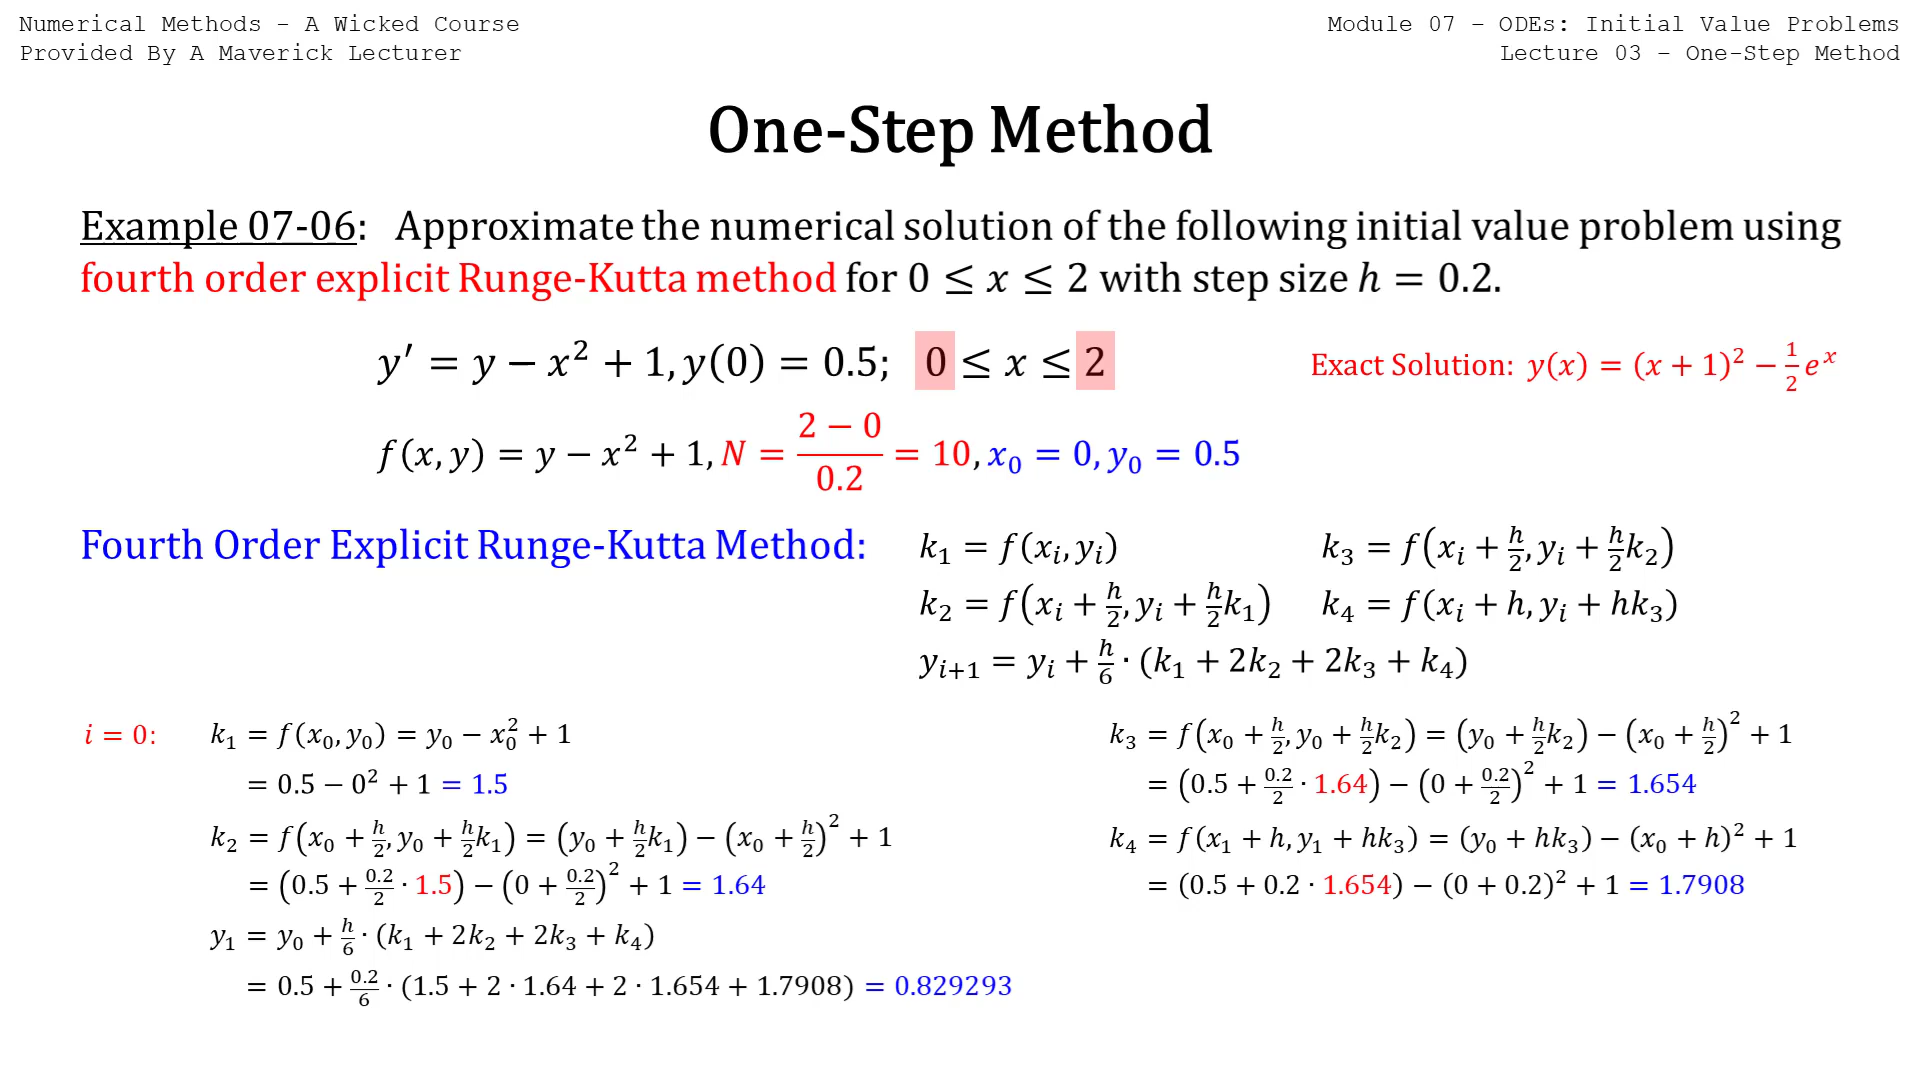 Numerical Methods - A Wicked Course
Provided By A Maverick Lecturer
Module 07 – ODEs: Initial Value Problems
Lecture 03 – One-Step Method
One-Step Method
Example 07-06: Approximate the numerical solution of the following initial value problem using
fourth order explicit Runge-Kutta method for 0 ≤ x ≤ 2 with step size h = 0.2.
y′ = y − x² + 1, y(0) = 0.5; 0 ≤ x ≤ 2
Exact Solution: y(x) = (x + 1)² − ½ eˣ
f(x, y) = y − x² + 1, N = (2 − 0)/0.2 = 10, x₀ = 0, y₀ = 0.5
Fourth Order Explicit Runge-Kutta Method:
k₁ = f(xᵢ, yᵢ)
k₃ = f(xᵢ + h/2, yᵢ + h/2 k₂)
k₂ = f(xᵢ + h/2, yᵢ + h/2 k₁)
k₄ = f(xᵢ + h, yᵢ + hk₃)
yᵢ₊₁ = yᵢ + h/6 · (k₁ + 2k₂ + 2k₃ + k₄)
i = 0:
k₁ = f(x₀, y₀) = y₀ − x₀² + 1
= 0.5 − 0² + 1 = 1.5
k₂ = f(x₀ + h/2, y₀ + h/2 k₁) = (y₀ + h/2 k₁) − (x₀ + h/2)² + 1
= (0.5 + 0.2/2 · 1.5) − (0 + 0.2/2)² + 1 = 1.64
k₃ = f(x₀ + h/2, y₀ + h/2 k₂) = (y₀ + h/2 k₂) − (x₀ + h/2)² + 1
= (0.5 + 0.2/2 · 1.64) − (0 + 0.2/2)² + 1 = 1.654
k₄ = f(x₁ + h, y₁ + hk₃) = (y₀ + hk₃) − (x₀ + h)² + 1
= (0.5 + 0.2 · 1.654) − (0 + 0.2)² + 1 = 1.7908
y₁ = y₀ + h/6 · (k₁ + 2k₂ + 2k₃ + k₄)
= 0.5 + 0.2/6 · (1.5 + 2 · 1.64 + 2 · 1.654 + 1.7908) = 0.829293